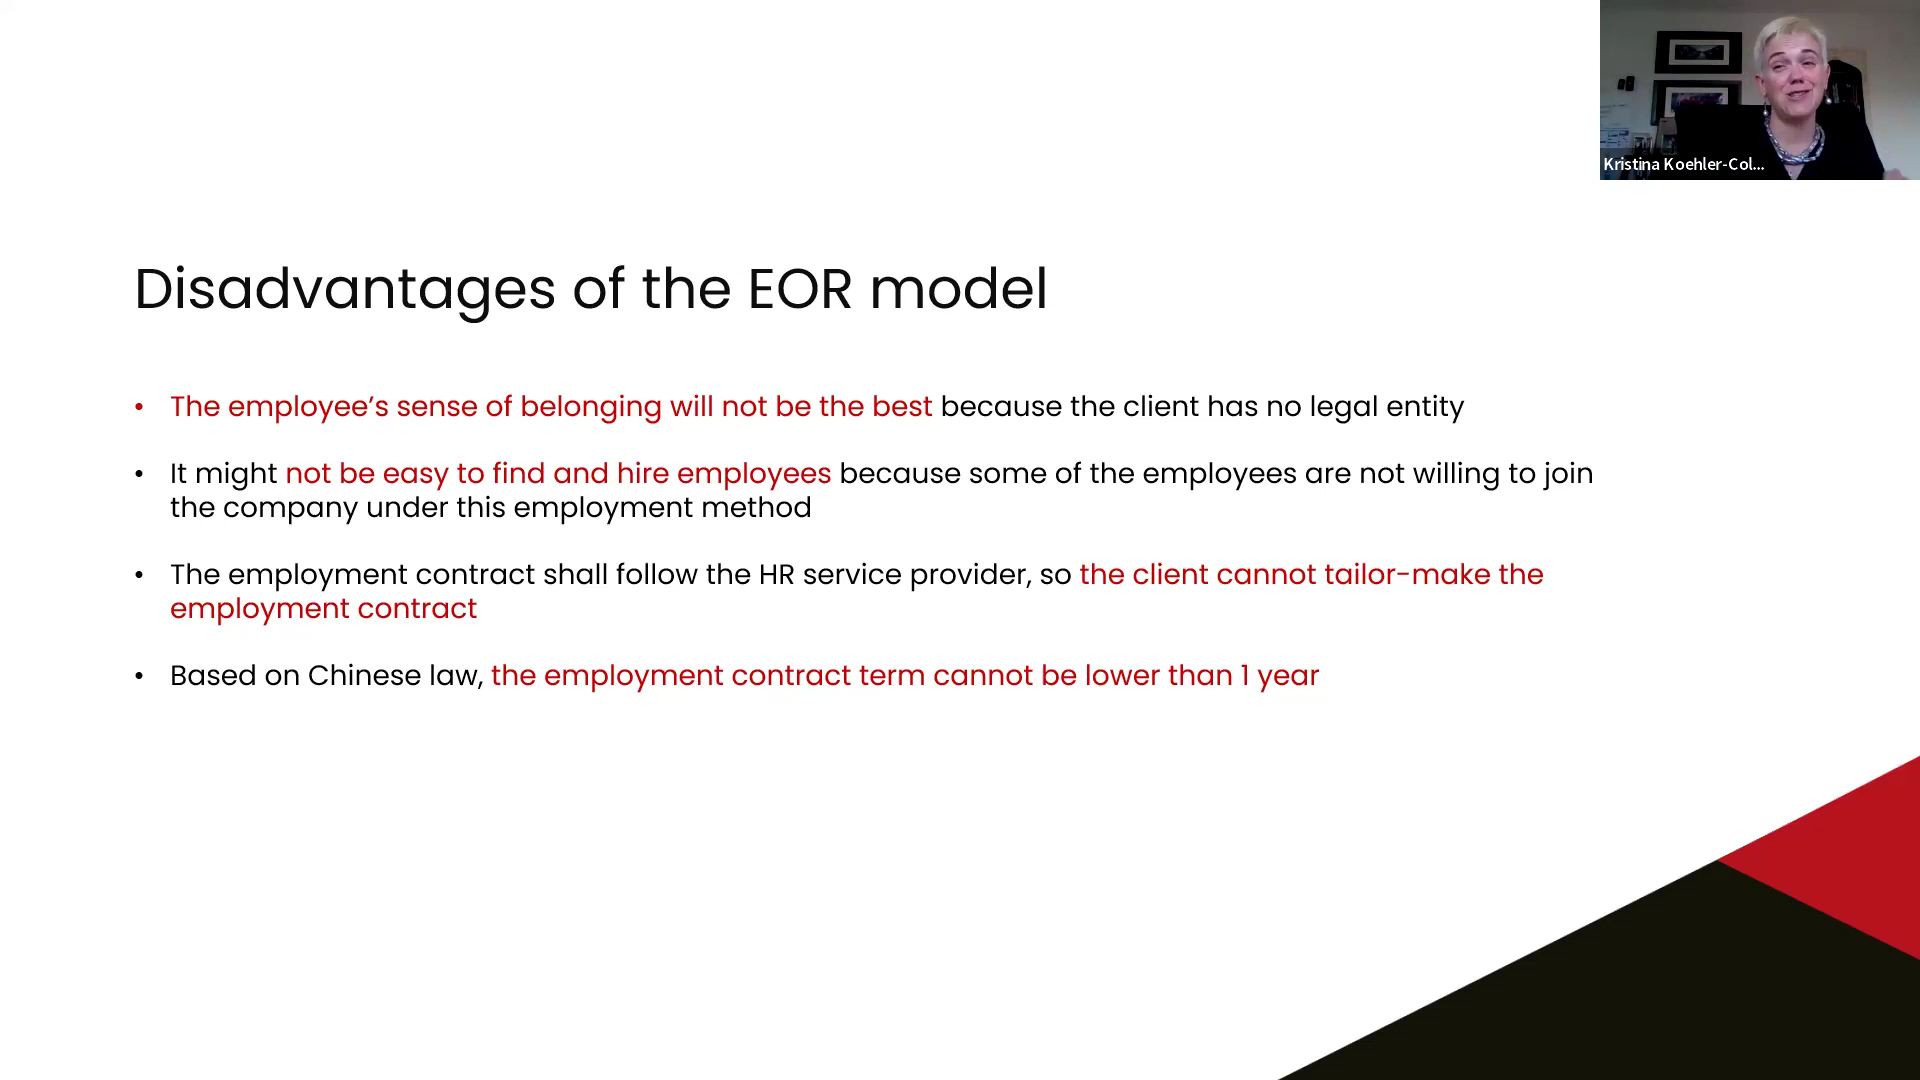 Kristina Koehler-Col...
Disadvantages of the EOR model
• The employee’s sense of belonging will not be the best because the client has no legal entity
• It might not be easy to find and hire employees because some of the employees are not willing to join
the company under this employment method
• The employment contract shall follow the HR service provider, so the client cannot tailor-make the
employment contract
• Based on Chinese law, the employment contract term cannot be lower than 1 year